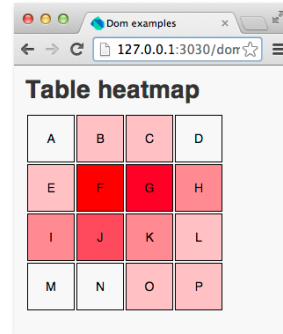 Dom examples
127.0.0.1:3030/dom
Table heatmap
A B C D
E F G H
I J K L
M N O P